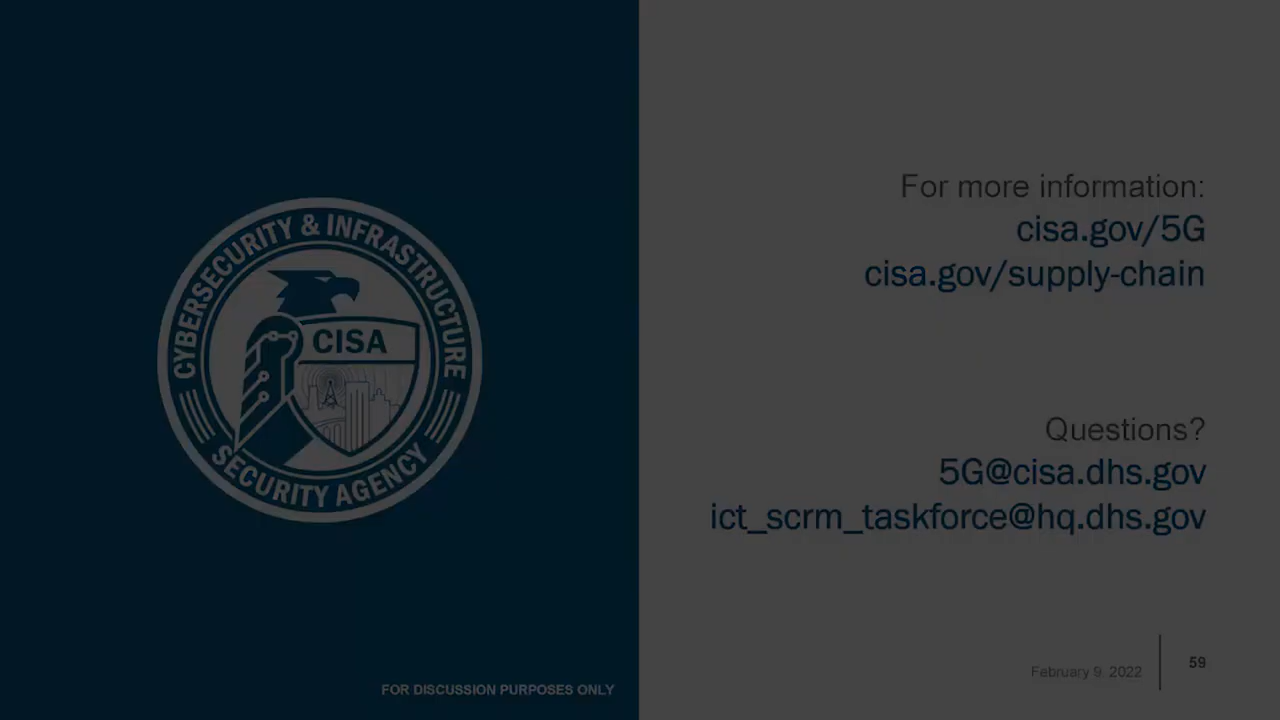 CYBERSECURITY & INFRASTRUCTURE
CISA
SECURITY AGENCY
FOR DISCUSSION PURPOSES ONLY
For more information:
cisa.gov/5G
cisa.gov/supply-chain
Questions?
5G@cisa.dhs.gov
ict_scrm_taskforce@hq.dhs.gov
February 9, 2022
59